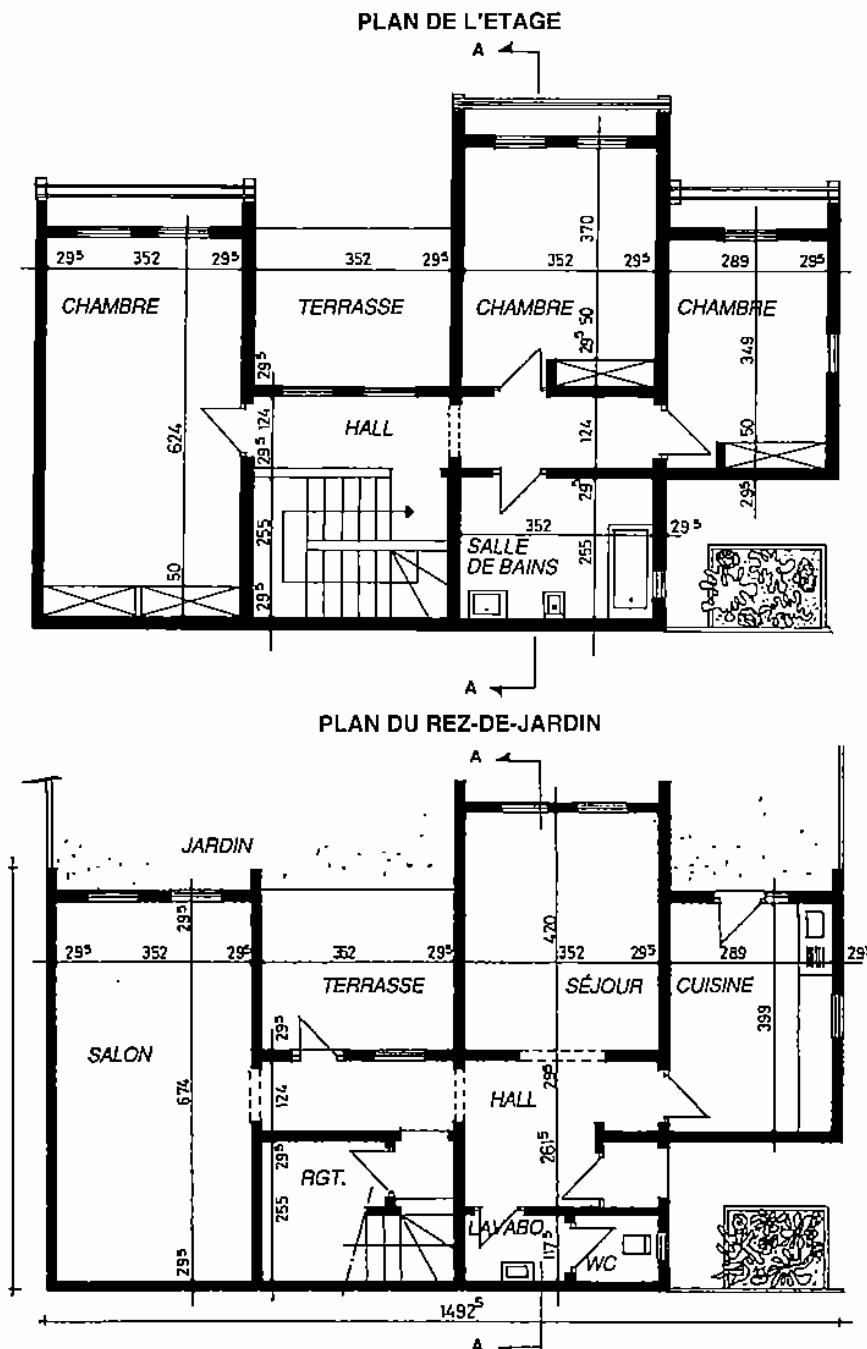 PLAN DE L'ETAGE
A
370
29⁵ 352 29⁵ 352 29⁵ 352 29⁵ 289 29⁵
CHAMBRE TERRASSE CHAMBRE CHAMBRE
50
349
29⁵
29⁵
124
HALL
124
624
50
29⁵
29⁵
29⁵
352 29⁵
255
SALLE
DE BAINS
255
50
29⁵
A
PLAN DU REZ-DE-JARDIN
A
JARDIN
29⁵
420
29⁵ 352 29⁵ 352 29⁵ 352 29⁵ 289 29⁵
TERRASSE SÉJOUR CUISINE
399
29⁵
SALON
29⁵
674
124
HALL
261⁵
29⁵
RGT.
255
LAVABO
117⁵
WC
29⁵
1492⁵
A